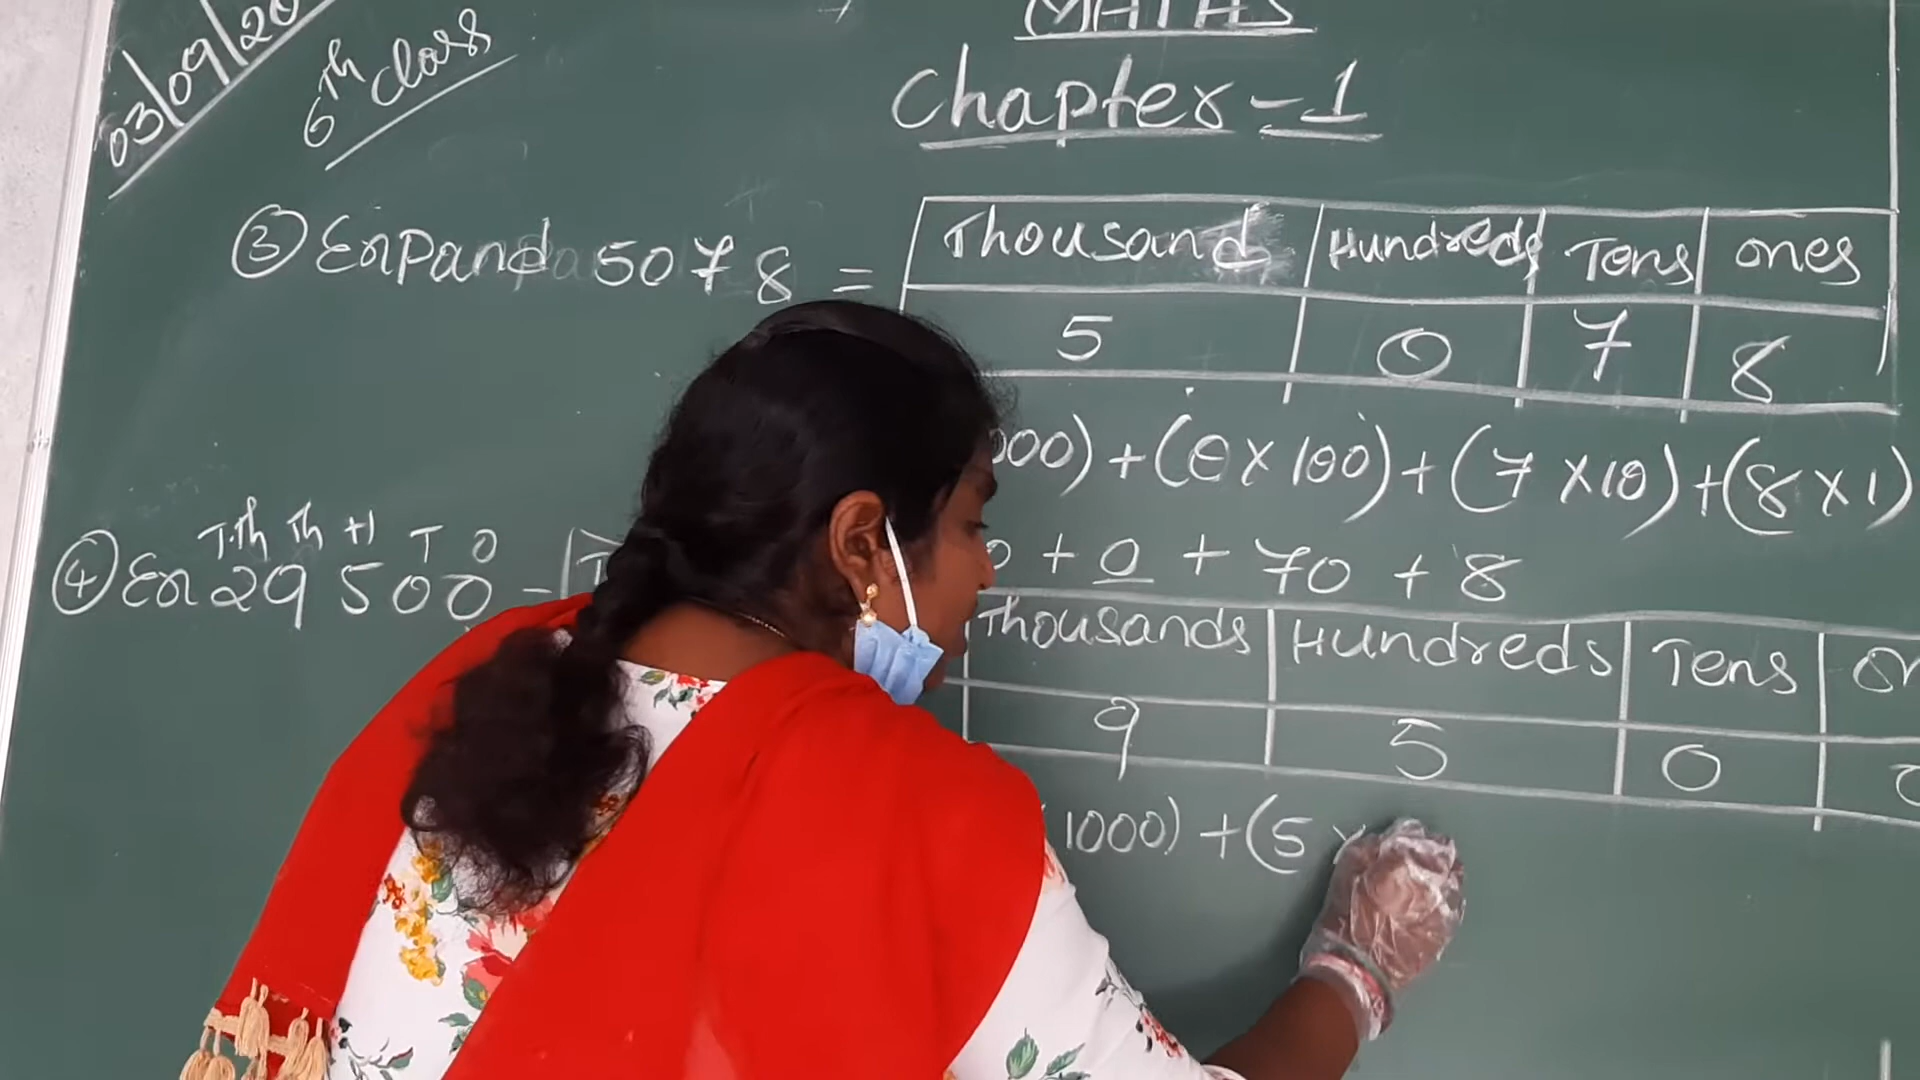 03/09/20
6th class
MATHS
Chapter - 1
③ Expand 5078 =
Thousand Hundreds Tens ones
5 0 7 8
000) + (0 × 100) + (7 × 10) + (8 × 1)
0 + 0 + 70 + 8
T.Th Th H T O
④ Ex 29500 =
Thousands Hundreds Tens
9 5 0
1000) + (5 ×